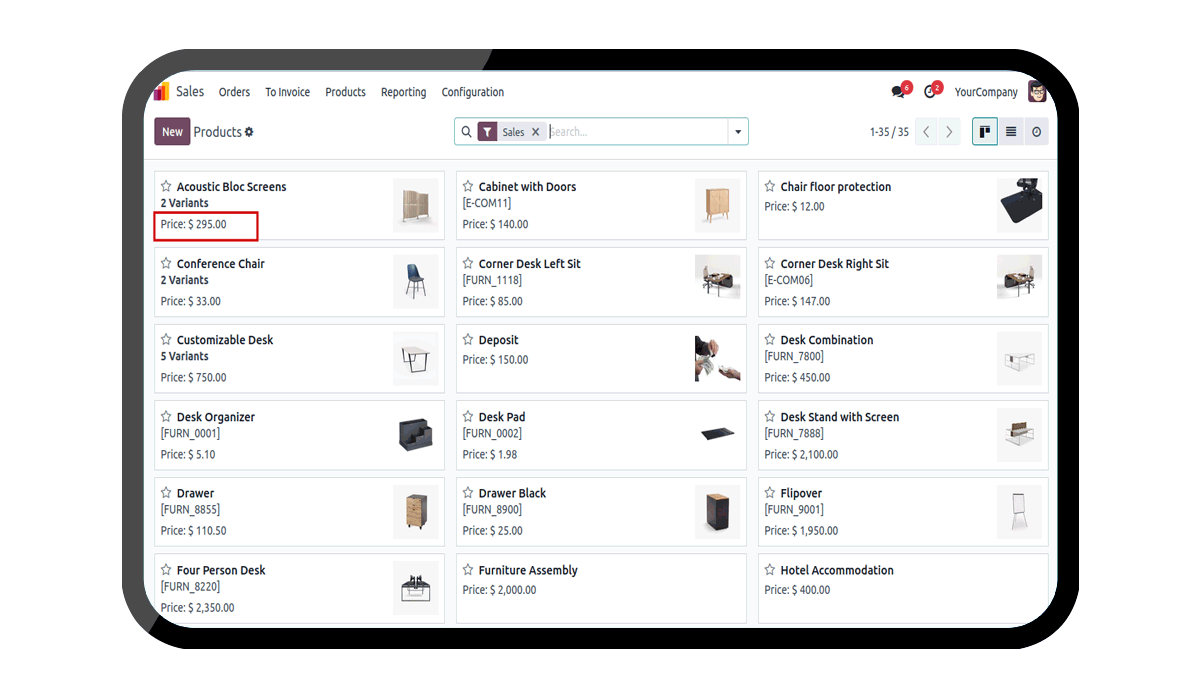 Sales Orders To Invoice Products Reporting Configuration 6 2 YourCompany
New Products Sales Search... 1-35 / 35
Acoustic Bloc Screens
2 Variants
Price: $ 295.00
Cabinet with Doors
[E-COM11]
Price: $ 140.00
Chair floor protection
Price: $ 12.00
Conference Chair
2 Variants
Price: $ 33.00
Corner Desk Left Sit
[FURN_1118]
Price: $ 85.00
Corner Desk Right Sit
[E-COM06]
Price: $ 147.00
Customizable Desk
5 Variants
Price: $ 750.00
Deposit
Price: $ 150.00
Desk Combination
[FURN_7800]
Price: $ 450.00
Desk Organizer
[FURN_0001]
Price: $ 5.10
Desk Pad
[FURN_0002]
Price: $ 1.98
Desk Stand with Screen
[FURN_7888]
Price: $ 2,100.00
Drawer
[FURN_8855]
Price: $ 110.50
Drawer Black
[FURN_8900]
Price: $ 25.00
Flipover
[FURN_9001]
Price: $ 1,950.00
Four Person Desk
[FURN_8220]
Price: $ 2,350.00
Furniture Assembly
Price: $ 2,000.00
Hotel Accommodation
Price: $ 400.00